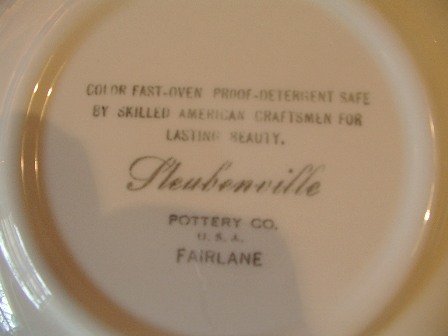 COLOR FAST-OVEN PROOF-DETERGENT SAFE
BY SKILLED AMERICAN CRAFTSMEN FOR
LASTING BEAUTY.
Steubenville
POTTERY CO.
U.S.A.
FAIRLANE